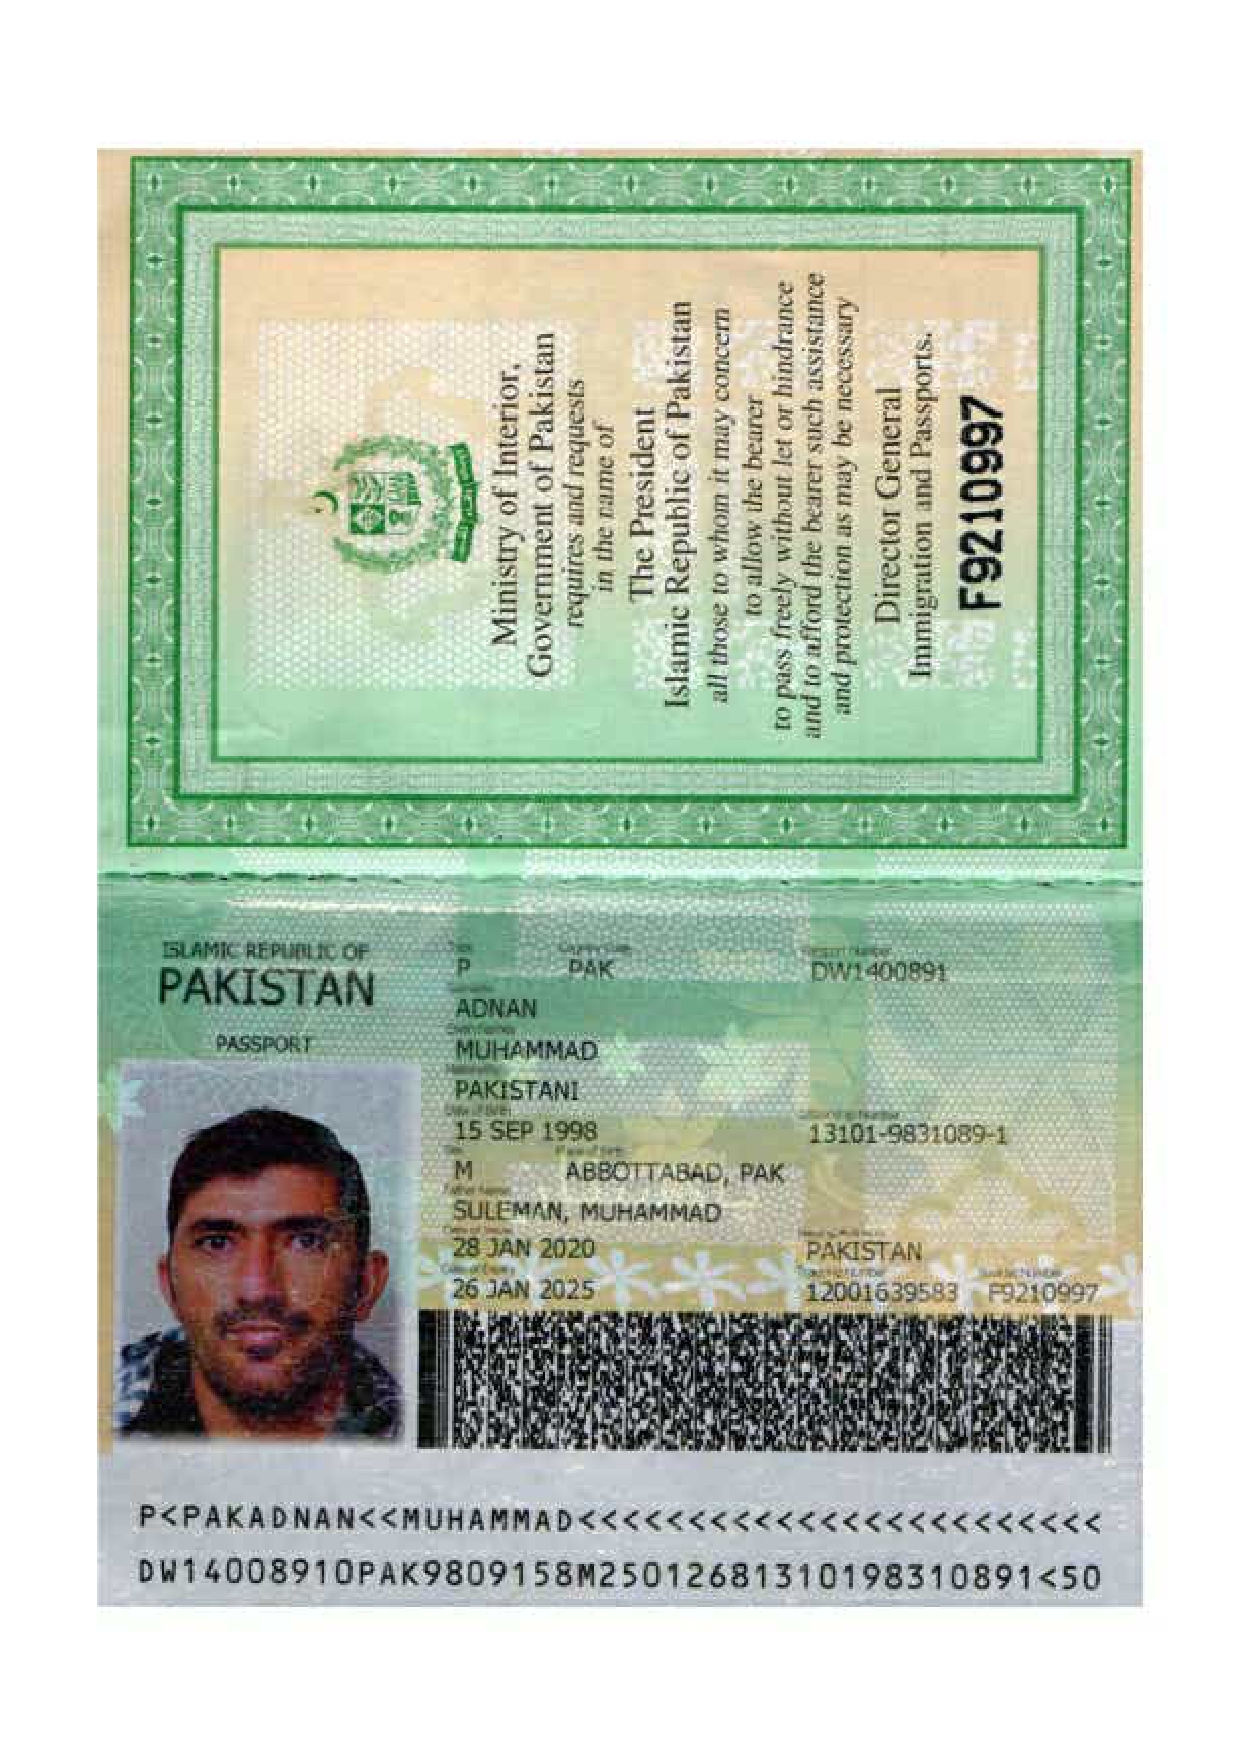 Ministry of Interior,
Government of Pakistan
requires and requests
in the name of
The President
Islamic Republic of Pakistan
all those to whom it may concern
to allow the bearer
to pass freely without let or hindrance
and to afford the bearer such assistance
and protection as may be necessary
Director General
Immigration and Passports.
F9210997
ISLAMIC REPUBLIC OF
PAKISTAN
PASSPORT
Type Country Code Passport Number
P PAK DW1400891
ADNAN
Given Names
MUHAMMAD
Nationality
PAKISTANI
Date of Birth Citizenship Number
15 SEP 1998 13101-9831089-1
Sex Place of Birth
M ABBOTTABAD, PAK
Father Name
SULEMAN, MUHAMMAD
Date of Issue
28 JAN 2020 PAKISTAN
Date of Expiry Tracking Number Booklet Number
26 JAN 2025 12001639583 F9210997
P<PAKADNAN<<MUHAMMAD<<<<<<<<<<<<<<<<<<<<<<<<
DW14008910PAK9809158M25012681310198310891<50